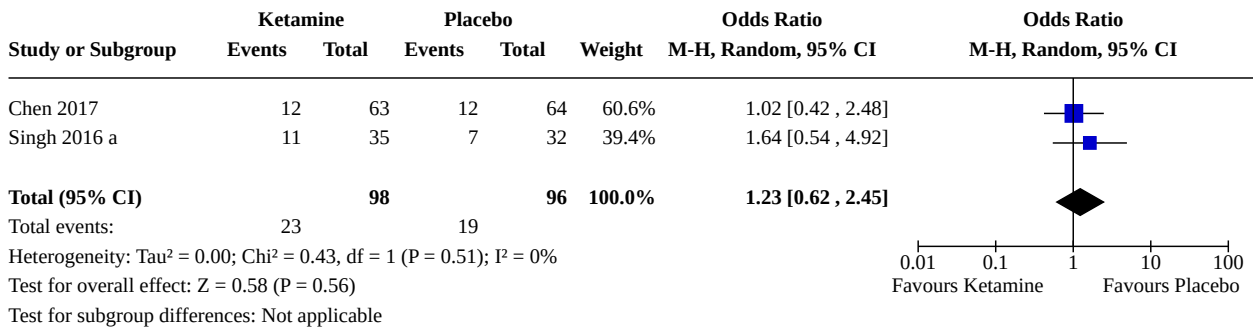 Ketamine Placebo Odds Ratio Odds Ratio
Study or Subgroup Events Total Events Total Weight M-H, Random, 95% CI M-H, Random, 95% CI
Chen 2017 12 63 12 64 60.6% 1.02 [0.42 , 2.48]
Singh 2016 a 11 35 7 32 39.4% 1.64 [0.54 , 4.92]
Total (95% CI) 98 96 100.0% 1.23 [0.62 , 2.45]
Total events: 23 19
Heterogeneity: Tau² = 0.00; Chi² = 0.43, df = 1 (P = 0.51); I² = 0%
0.01 0.1 1 10 100
Test for overall effect: Z = 0.58 (P = 0.56) Favours Ketamine Favours Placebo
Test for subgroup differences: Not applicable